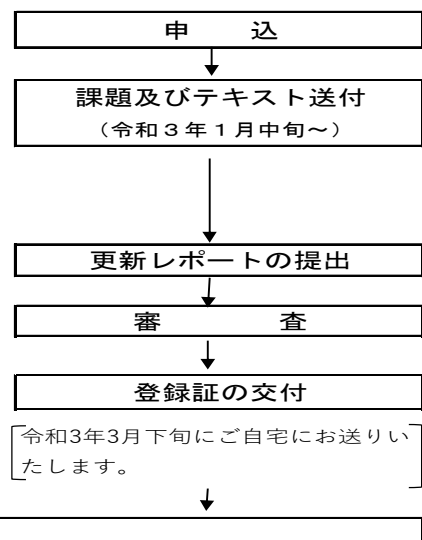 申　　込
課題及びテキスト送付
（令和３年１月中旬～）
更新レポートの提出
審　　　査
登録証の交付
令和3年3月下旬にご自宅にお送りい
たします。